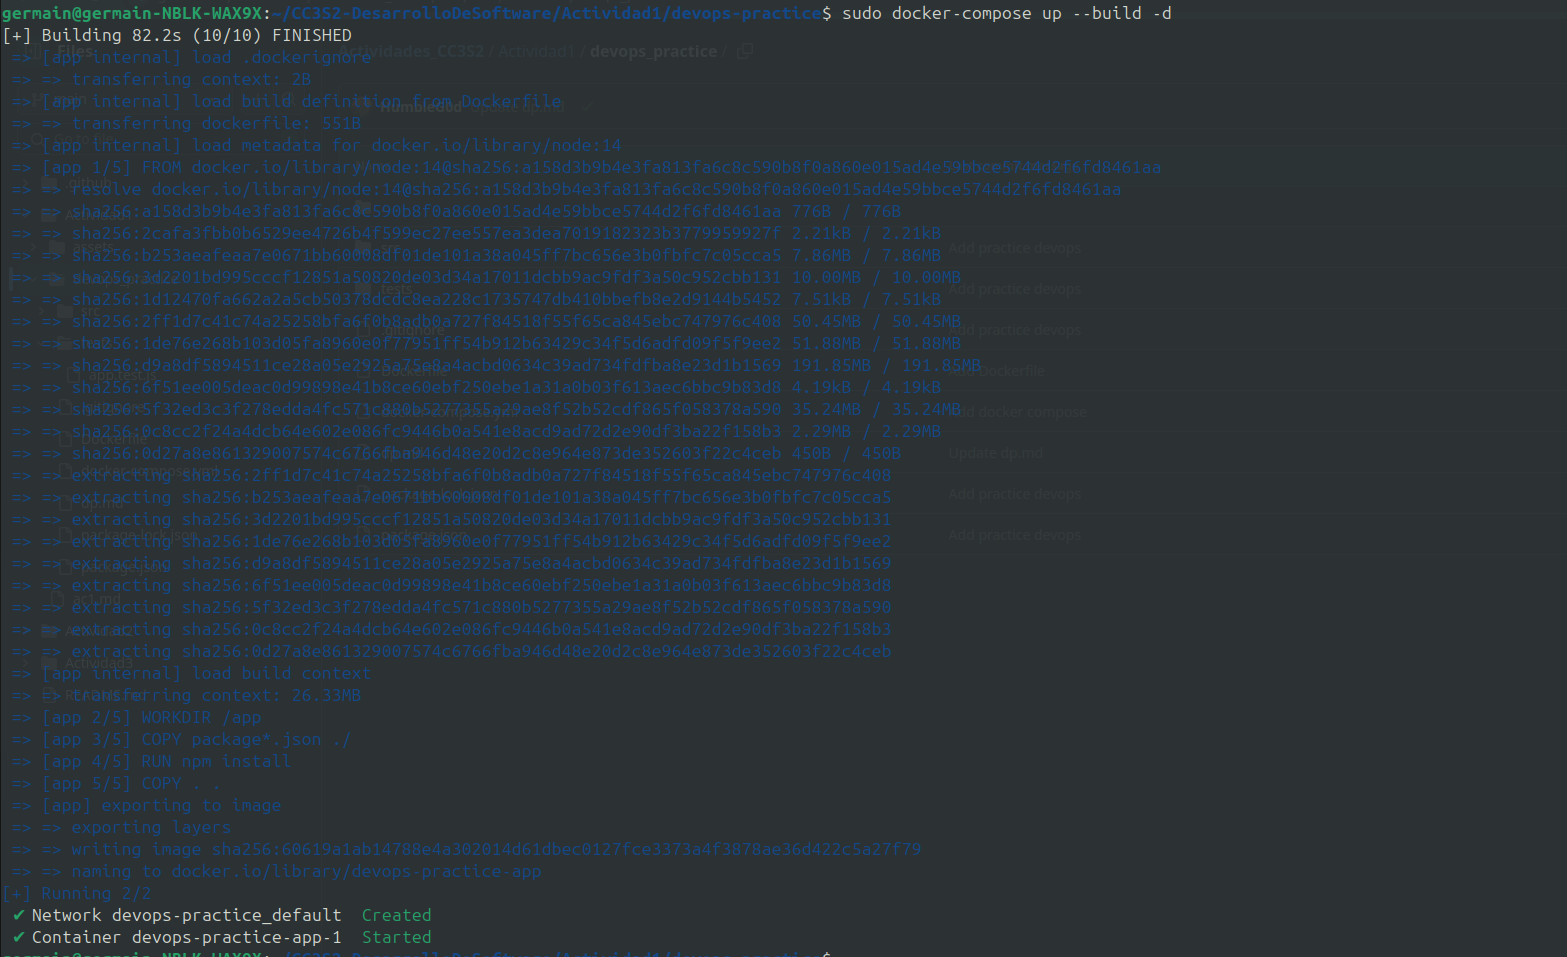 germain@germain-NBLK-WAX9X:~/CC3S2-DesarrolloDeSoftware/Actividad1/devops-practice$ sudo docker-compose up --build -d
[+] Building 82.2s (10/10) FINISHED
=> [app internal] load .dockerignore
=> => transferring context: 2B
=> [app internal] load build definition from Dockerfile
=> => transferring dockerfile: 551B
=> [app internal] load metadata for docker.io/library/node:14
=> [app 1/5] FROM docker.io/library/node:14@sha256:a158d3b9b4e3fa813fa6c8c590b8f0a860e015ad4e59bbce5744d2f6fd8461aa
=> => resolve docker.io/library/node:14@sha256:a158d3b9b4e3fa813fa6c8c590b8f0a860e015ad4e59bbce5744d2f6fd8461aa
=> => sha256:a158d3b9b4e3fa813fa6c8c590b8f0a860e015ad4e59bbce5744d2f6fd8461aa 776B / 776B
=> => sha256:2cafa3fbb0b6529ee4726b4f599ec27ee557ea3dea7019182323b3779959927f 2.21kB / 2.21kB
=> => sha256:b253aeafeaa7e0671bb60008df01de101a38a045ff7bc656e3b0fbfc7c05cca5 7.86MB / 7.86MB
=> => sha256:3d2201bd995cccf12851a50820de03d34a17011dcbb9ac9fdf3a50c952cbb131 10.00MB / 10.00MB
=> => sha256:1d12470fa662a2a5cb50378dcdc8ea228c1735747db410bbefb8e2d9144b5452 7.51kB / 7.51kB
=> => sha256:2ff1d7c41c74a25258bfa6f0b8adb0a727f84518f55f65ca845ebc747976c408 50.45MB / 50.45MB
=> => sha256:1de76e268b103d05fa8960e0f77951ff54b912b63429c34f5d6adfd09f5f9ee2 51.88MB / 51.88MB
=> => sha256:d9a8df5894511ce28a05e2925a75e8a4acbd0634c39ad734fdfba8e23d1b1569 191.85MB / 191.85MB
=> => sha256:6f51ee005deac0d99898e41b8ce60ebf250ebe1a31a0b03f613aec6bbc9b83d8 4.19kB / 4.19kB
=> => sha256:5f32ed3c3f278edda4fc571c880b5277355a29ae8f52b52cdf865f058378a590 35.24MB / 35.24MB
=> => sha256:0c8cc2f24a4dcb64e602e086fc9446b0a541e8acd9ad72d2e90df3ba22f158b3 2.29MB / 2.29MB
=> => sha256:0d27a8e861329007574c6766fba946d48e20d2c8e964e873de352603f22c4ceb 450B / 450B
=> => extracting sha256:2ff1d7c41c74a25258bfa6f0b8adb0a727f84518f55f65ca845ebc747976c408
=> => extracting sha256:b253aeafeaa7e0671bb60008df01de101a38a045ff7bc656e3b0fbfc7c05cca5
=> => extracting sha256:3d2201bd995cccf12851a50820de03d34a17011dcbb9ac9fdf3a50c952cbb131
=> => extracting sha256:1de76e268b103d05fa8960e0f77951ff54b912b63429c34f5d6adfd09f5f9ee2
=> => extracting sha256:d9a8df5894511ce28a05e2925a75e8a4acbd0634c39ad734fdfba8e23d1b1569
=> => extracting sha256:6f51ee005deac0d99898e41b8ce60ebf250ebe1a31a0b03f613aec6bbc9b83d8
=> => extracting sha256:5f32ed3c3f278edda4fc571c880b5277355a29ae8f52b52cdf865f058378a590
=> => extracting sha256:0c8cc2f24a4dcb64e602e086fc9446b0a541e8acd9ad72d2e90df3ba22f158b3
=> => extracting sha256:0d27a8e861329007574c6766fba946d48e20d2c8e964e873de352603f22c4ceb
=> [app internal] load build context
=> => transferring context: 26.33MB
=> [app 2/5] WORKDIR /app
=> [app 3/5] COPY package*.json ./
=> [app 4/5] RUN npm install
=> [app 5/5] COPY . .
=> [app] exporting to image
=> => exporting layers
=> => writing image sha256:60619a1ab14788e4a302014d61dbec0127fce3373a4f3878ae36d422c5a27f79
=> => naming to docker.io/library/devops-practice-app
[+] Running 2/2
✔ Network devops-practice_default Created
✔ Container devops-practice-app-1 Started
germain@germain-NBLK-WAX9X:~/CC3S2-DesarrolloDeSoftware/Actividad1/devops-practice$